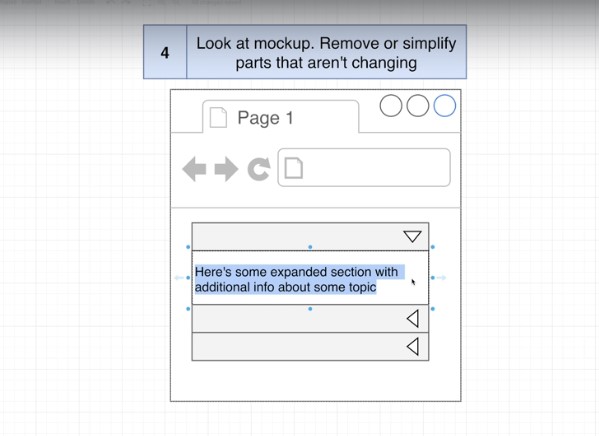 4
Look at mockup. Remove or simplify
parts that aren't changing
Page 1
Here's some expanded section with
additional info about some topic